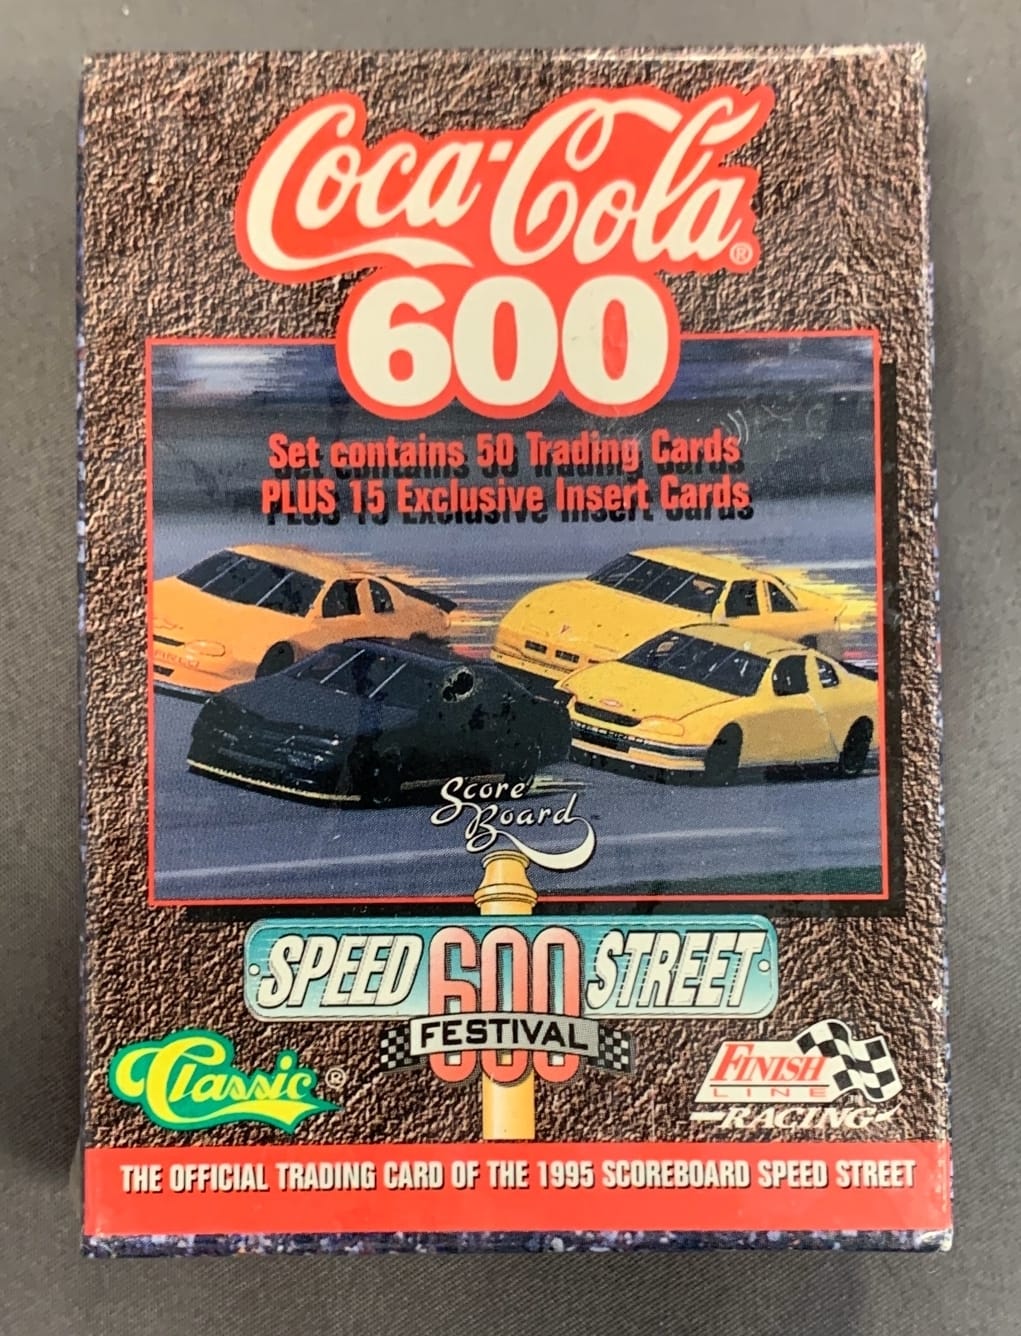 Coca-Cola®
600
Set contains 50 Trading Cards
PLUS 15 Exclusive Insert Cards
Score
Board
SPEED 600 STREET
FESTIVAL
Classic®
FINISH
LINE
RACING
THE OFFICIAL TRADING CARD OF THE 1995 SCOREBOARD SPEED STREET